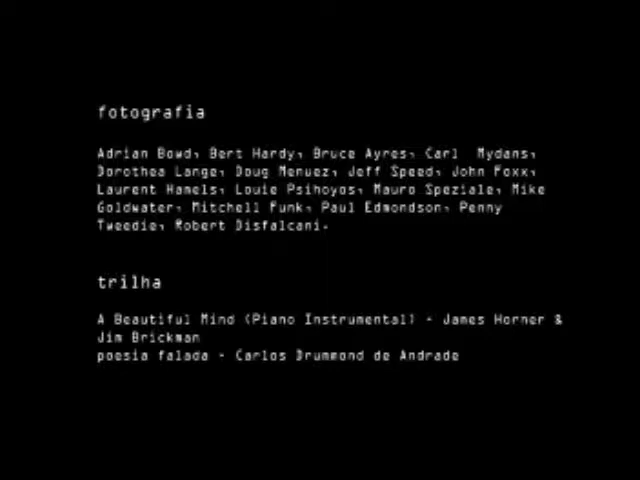 fotografia
Adrian Bowd, Bert Hardy, Bruce Ayres, Carl Mydans,
Dorothea Lange, Doug Menuez, Jeff Speed, John Foxx,
Laurent Hamels, Louie Psihoyos, Mauro Speziale, Mike
Goldwater, Mitchell Funk, Paul Edmondson, Penny
Tweedie, Robert Disfalcani.
trilha
A Beautiful Mind (Piano Instrumental) - James Horner &
Jim Brickman
poesia falada - Carlos Drummond de Andrade